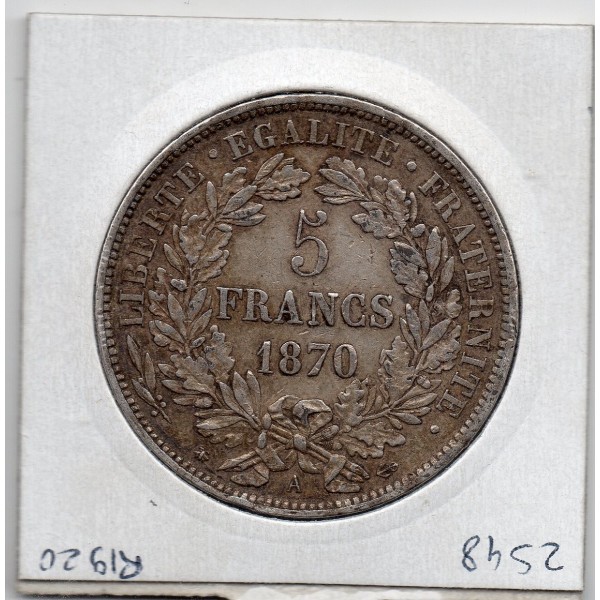 LIBERTE · EGALITE · FRATERNITE ·
5
FRANCS
1870
A
R1920
2548